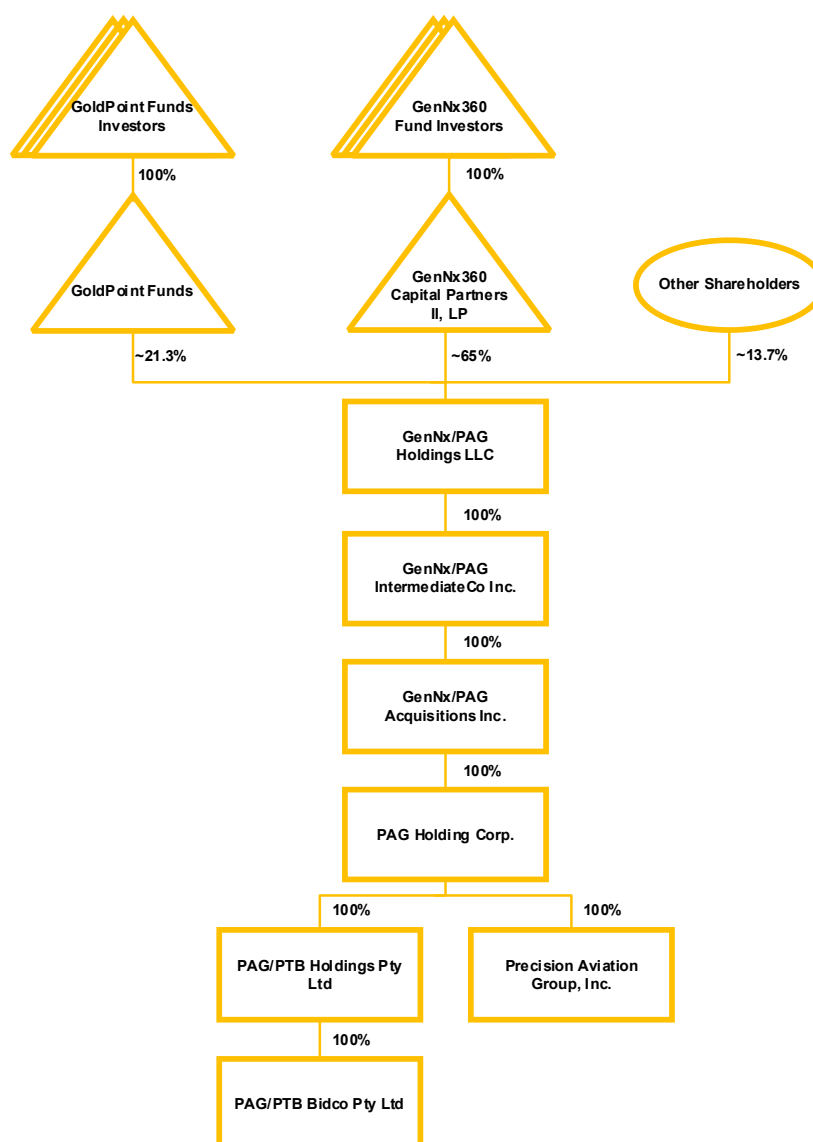 GoldPoint Funds
Investors
GenNx360
Fund Investors
100%
100%
GoldPoint Funds
GenNx360
Capital Partners
II, LP
Other Shareholders
~21.3%
~65%
~13.7%
GenNx/PAG
Holdings LLC
100%
GenNx/PAG
IntermediateCo Inc.
100%
GenNx/PAG
Acquisitions Inc.
100%
PAG Holding Corp.
100%
100%
PAG/PTB Holdings Pty
Ltd
Precision Aviation
Group, Inc.
100%
PAG/PTB Bidco Pty Ltd